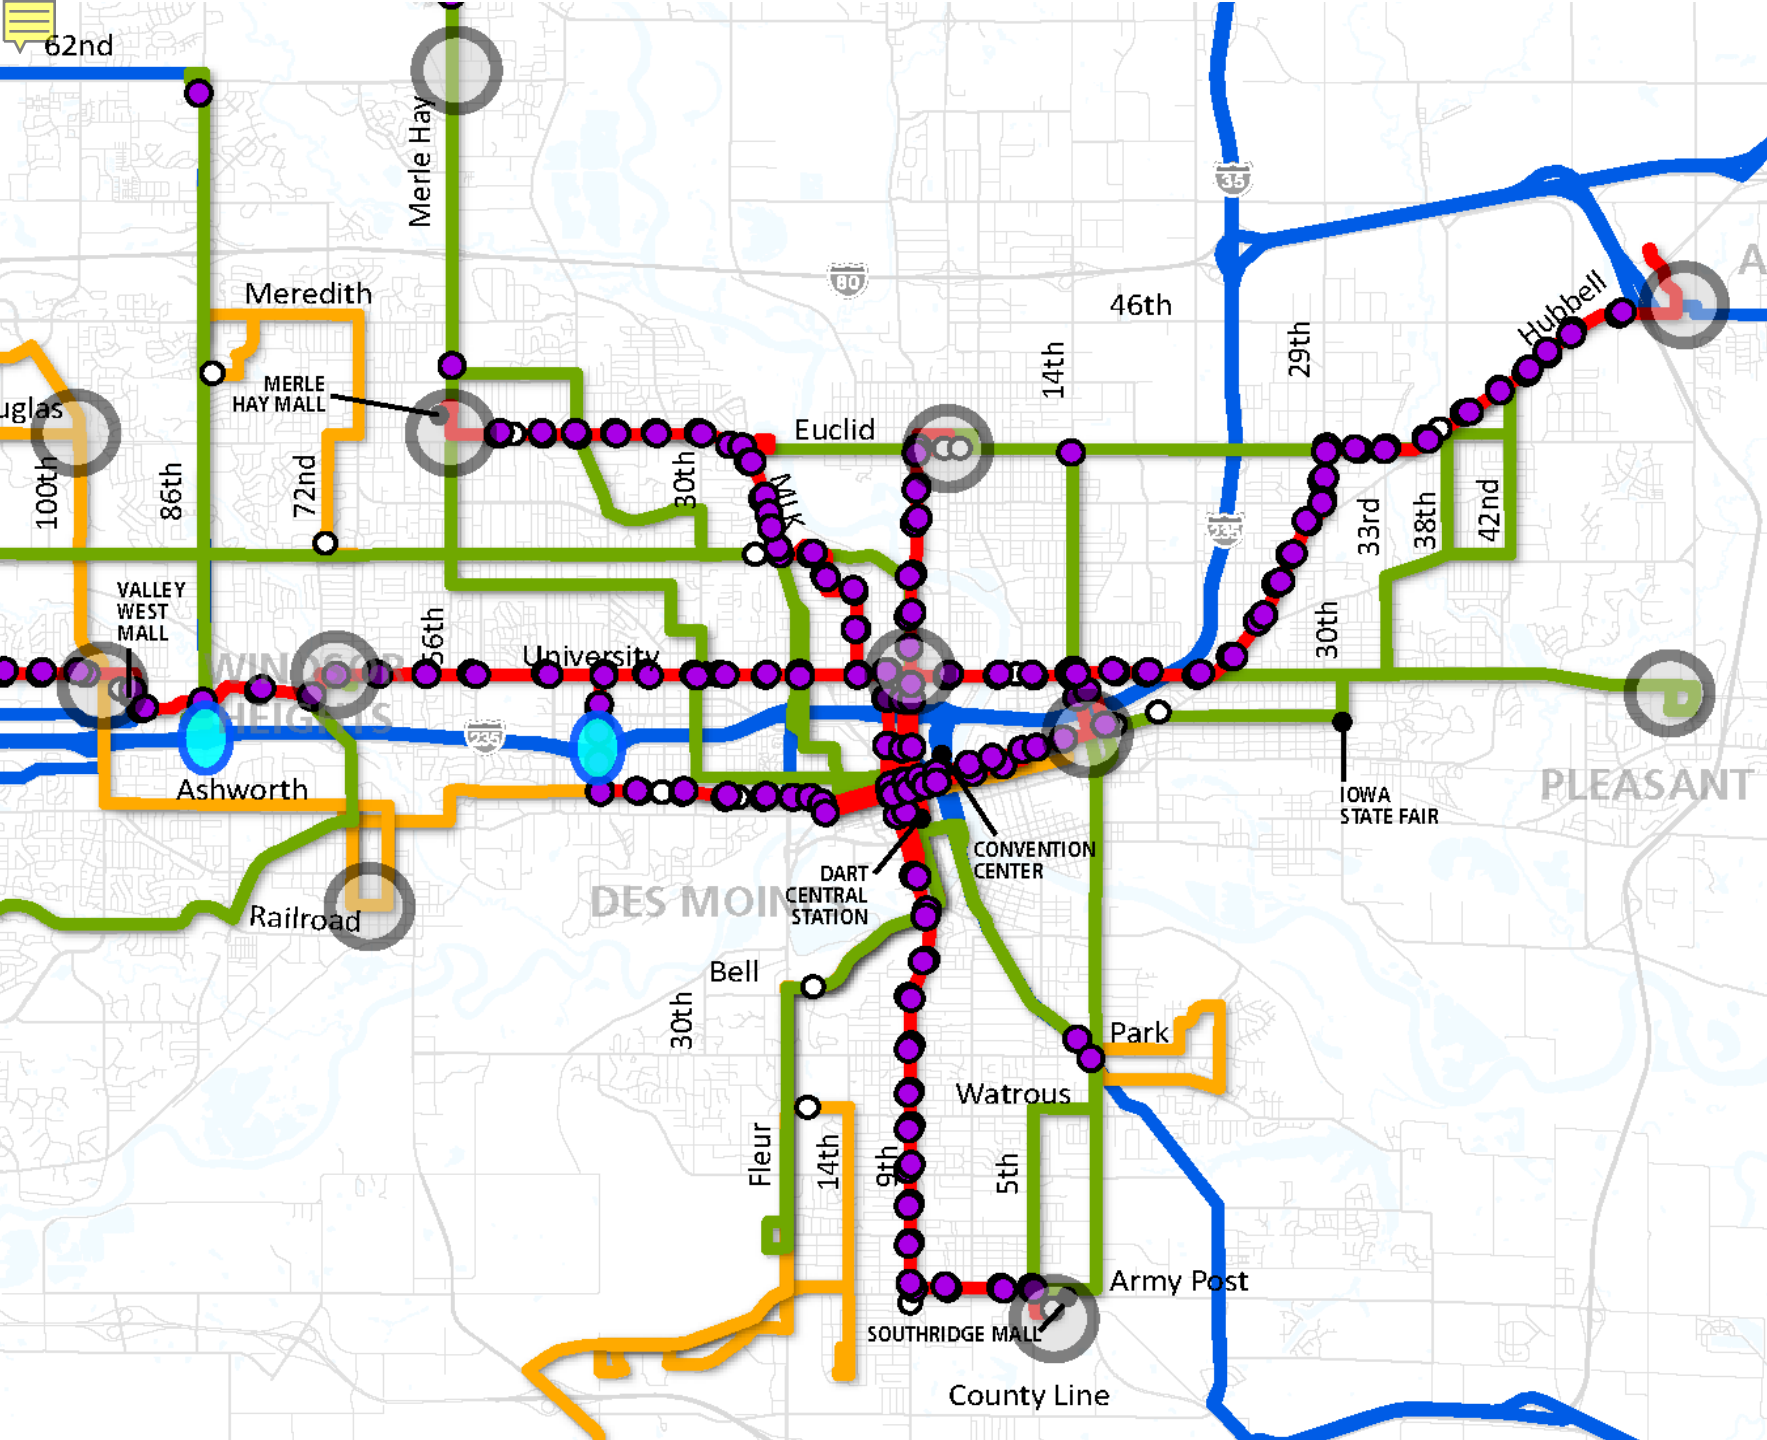 62nd
Merle Hay
35
Meredith
80
46th
Hubbell
A
29th
14th
MERLE
HAY MALL
uglas
Euclid
100th
86th
72nd
30th
MLK
235
33rd
38th
42nd
VALLEY
WEST
MALL
56th
University
30th
WINDSOR
HEIGHTS
235
Ashworth
IOWA
STATE FAIR
PLEASANT
CONVENTION
CENTER
DART
CENTRAL
STATION
DES MOINES
Railroad
Bell
30th
Park
Watrous
Fleur
14th
9th
5th
Army Post
SOUTHRIDGE MALL
County Line